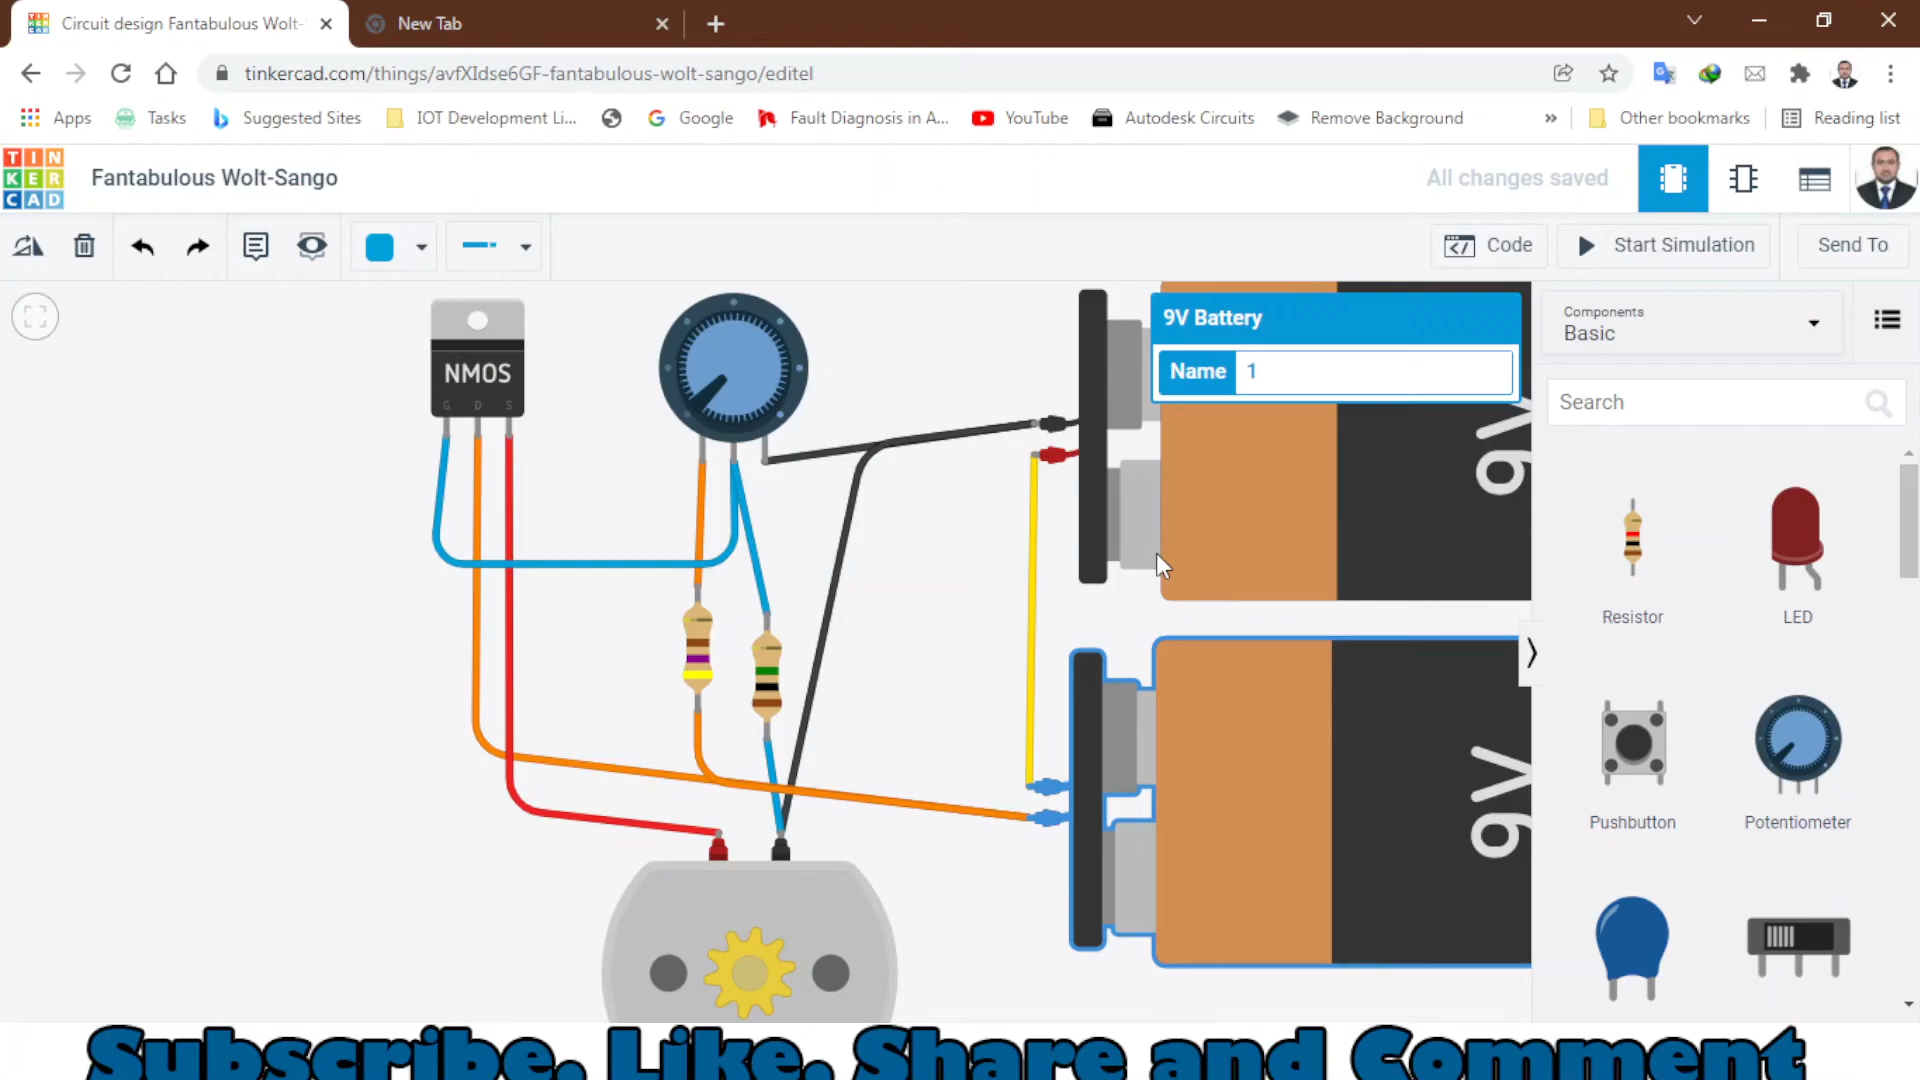 Circuit design Fantabulous Wolt-
New Tab
tinkercad.com/things/avfXIdse6GF-fantabulous-wolt-sango/editel
Apps
Tasks
Suggested Sites
IOT Development Li...
Google
Fault Diagnosis in A...
YouTube
Autodesk Circuits
Remove Background
»
Other bookmarks
Reading list
TIN
KER
CAD
Fantabulous Wolt-Sango
All changes saved
Code
Start Simulation
Send To
NMOS
G D S
9V Battery
Name 1
9V
9V
Components
Basic
Search
Resistor
LED
Pushbutton
Potentiometer
Subscribe, Like, Share and Comment